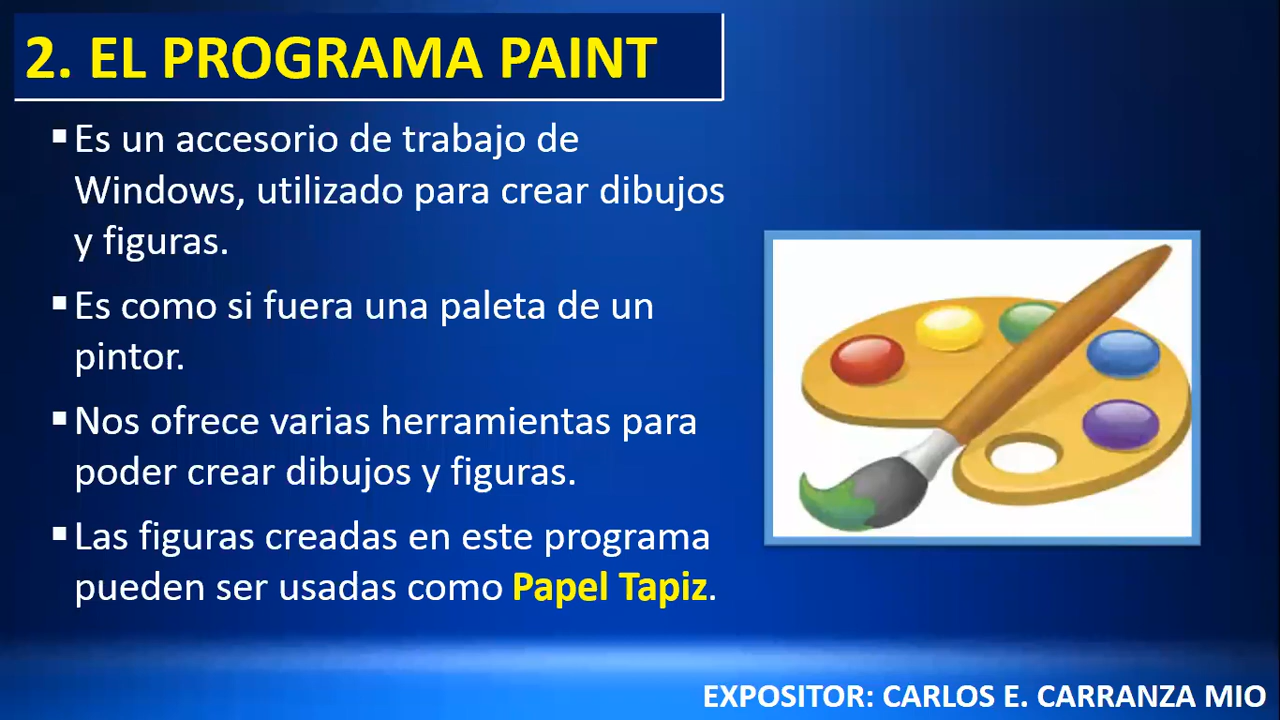 2. EL PROGRAMA PAINT
▪Es un accesorio de trabajo de
Windows, utilizado para crear dibujos
y figuras.
▪Es como si fuera una paleta de un
pintor.
▪Nos ofrece varias herramientas para
poder crear dibujos y figuras.
▪Las figuras creadas en este programa
pueden ser usadas como Papel Tapiz.
EXPOSITOR: CARLOS E. CARRANZA MIO